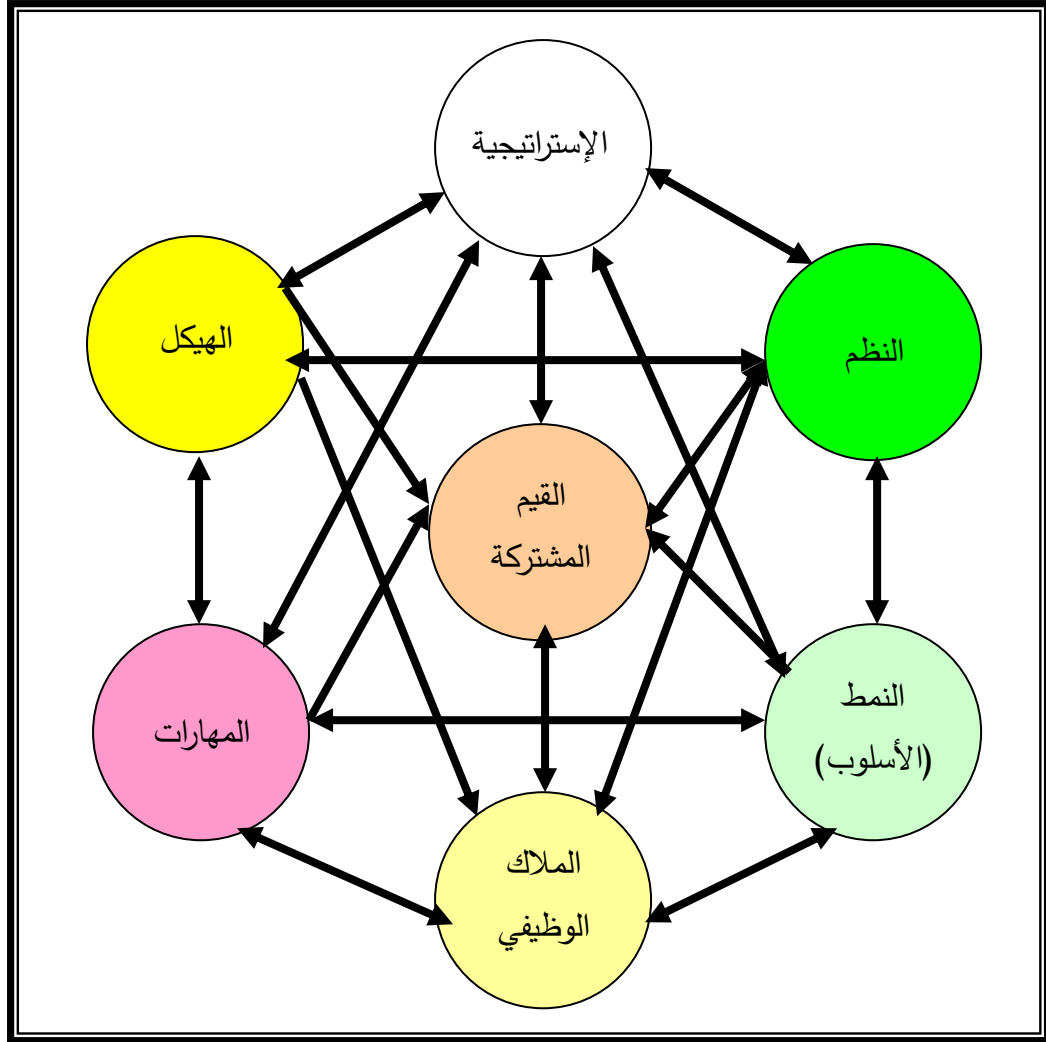 الإستراتيجية
الهيكل
النظم
القيم
المشتركة
المهارات
النمط
(الأسلوب)
الملاك
الوظيفي